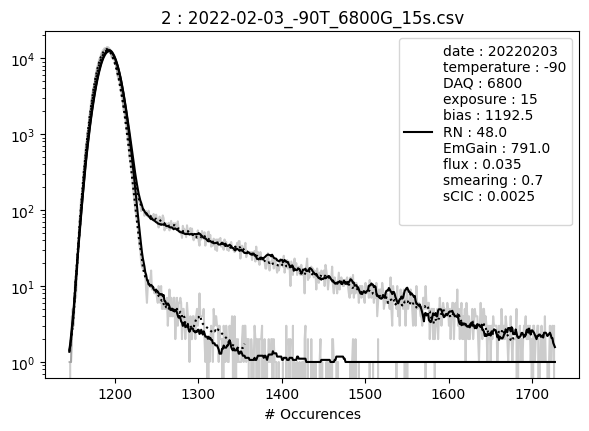 2 : 2022-02-03_-90T_6800G_15s.csv
date : 20220203
temperature : -90
DAQ : 6800
exposure : 15
bias : 1192.5
RN : 48.0
EmGain : 791.0
flux : 0.035
smearing : 0.7
sCIC : 0.0025
10⁴
10³
10²
10¹
10⁰
1200 1300 1400 1500 1600 1700
# Occurences